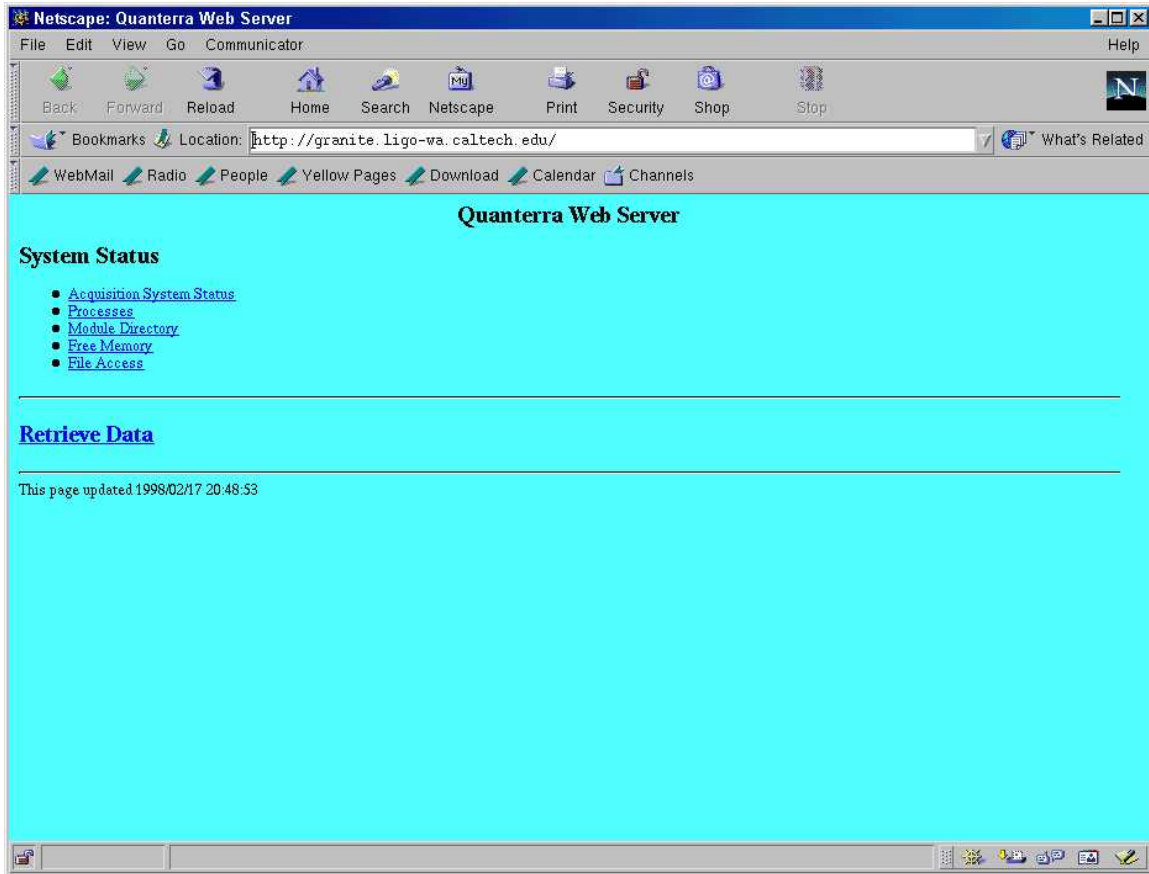 Netscape: Quanterra Web Server
File Edit View Go Communicator Help
Back Forward Reload Home Search Netscape Print Security Shop Stop
My
N
Bookmarks Location: http://granite.ligo-wa.caltech.edu/ What's Related
WebMail Radio People Yellow Pages Download Calendar Channels
Quanterra Web Server
System Status
Acquisition System Status
Processes
Module Directory
Free Memory
File Access
Retrieve Data
This page updated 1998/02/17 20:48:53